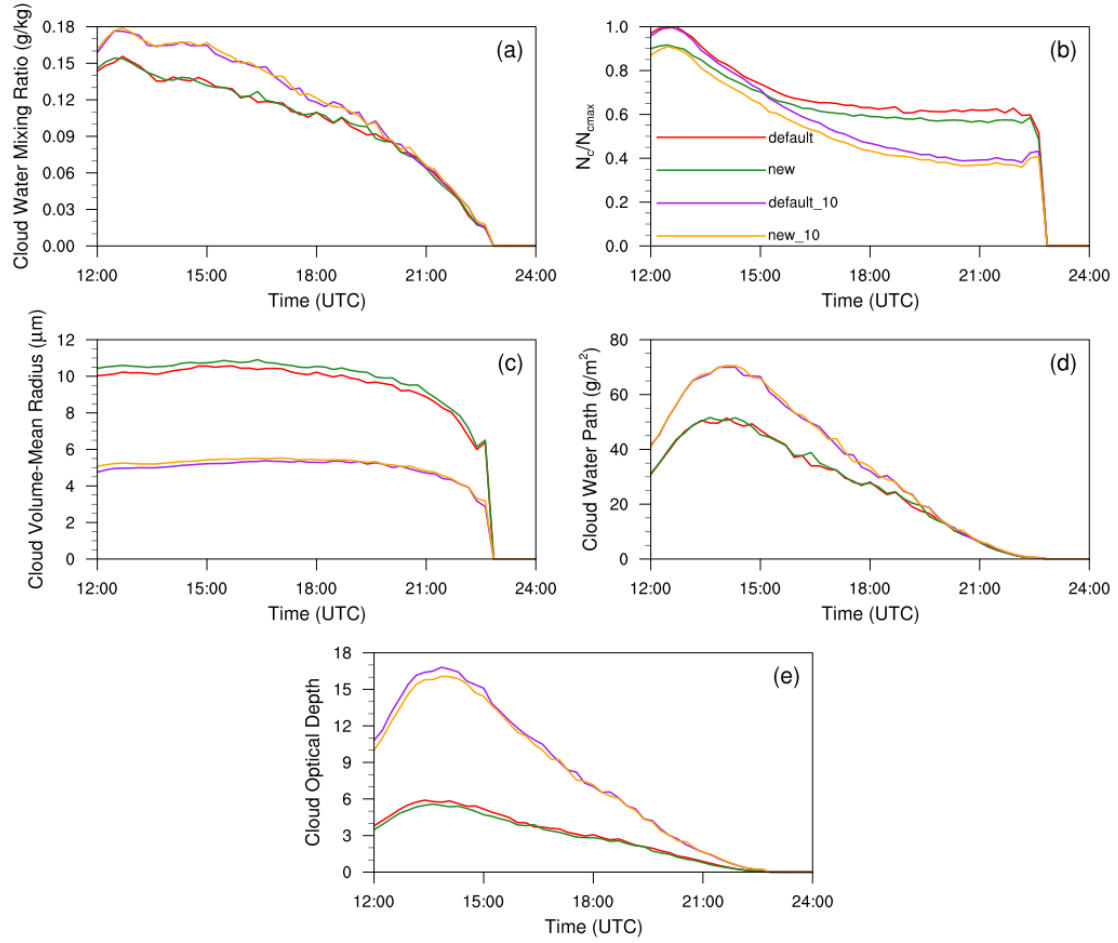 Cloud Water Mixing Ratio (g/kg)
0.18
0.15
0.12
0.09
0.06
0.03
0.00
(a)
12:00 15:00 18:00 21:00 24:00
Time (UTC)
N_c/N_cmax
1.0
0.8
0.6
0.4
0.2
0.0
(b)
default
new
default_10
new_10
12:00 15:00 18:00 21:00 24:00
Time (UTC)
Cloud Volume-Mean Radius (μm)
12
10
8
6
4
2
0
(c)
12:00 15:00 18:00 21:00 24:00
Time (UTC)
Cloud Water Path (g/m²)
80
60
40
20
0
(d)
12:00 15:00 18:00 21:00 24:00
Time (UTC)
Cloud Optical Depth
18
15
12
9
6
3
0
(e)
12:00 15:00 18:00 21:00 24:00
Time (UTC)